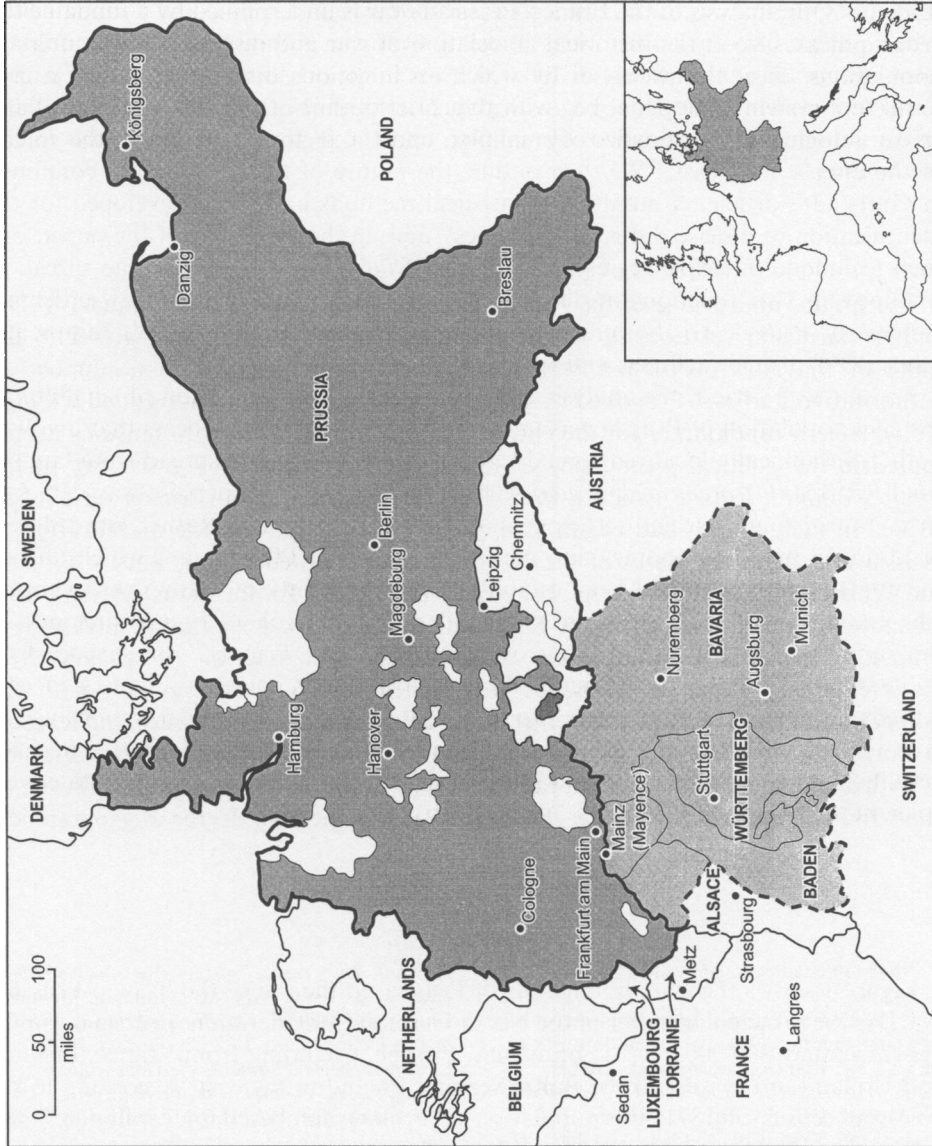 0
50
100
miles
DENMARK
SWEDEN
Königsberg
Danzig
POLAND
PRUSSIA
Hamburg
Hanover
Berlin
Magdeburg
Breslau
NETHERLANDS
BELGIUM
Cologne
Leipzig
Chemnitz
Frankfurt am Main
Mainz
(Mayence)
AUSTRIA
Sedan
LUXEMBOURG
LORRAINE
Metz
Nuremberg
BAVARIA
ALSACE
Stuttgart
WÜRTTEMBERG
Augsburg
Munich
FRANCE
Strasbourg
BADEN
Langres
SWITZERLAND